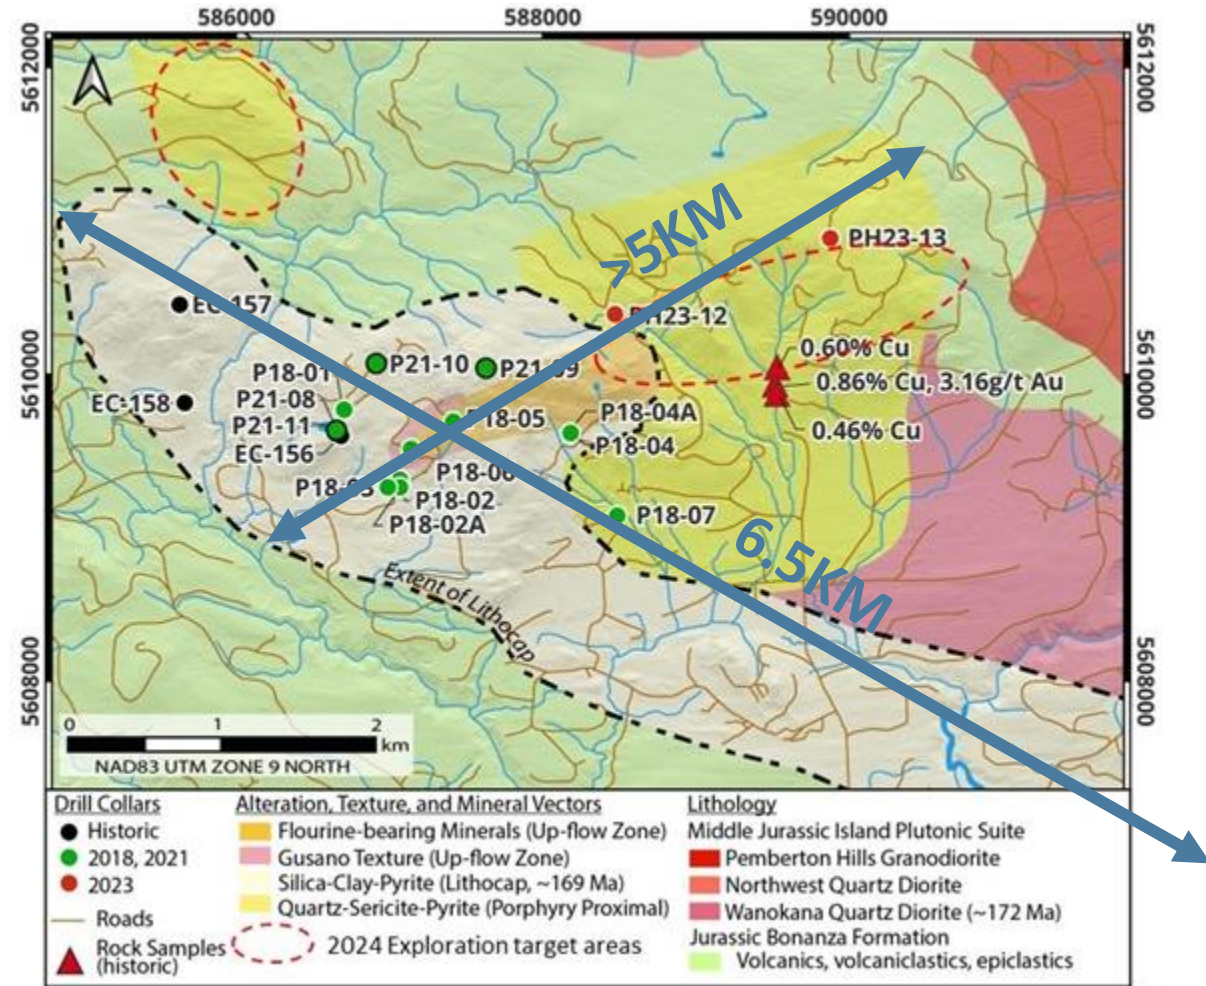 586000
588000
590000
5612000
5612000
>5KM
PH23-13
EC-157
PH23-12
P21-10
P21-09
0.60% Cu
P18-01
5610000
5610000
0.86% Cu, 3.16g/t Au
P21-08
EC-158
P18-05
P18-04A
P21-11
0.46% Cu
P18-04
EC-156
P18-06
P18-03
P18-02
P18-07
P18-02A
6.5KM
Extent of Lithocap
5608000
5608000
0 1 2
km
NAD83 UTM ZONE 9 NORTH
Drill Collars
Historic
2018, 2021
2023
Roads
Rock Samples
(historic)
Alteration, Texture, and Mineral Vectors
Flourine-bearing Minerals (Up-flow Zone)
Gusano Texture (Up-flow Zone)
Silica-Clay-Pyrite (Lithocap, ~169 Ma)
Quartz-Sericite-Pyrite (Porphyry Proximal)
2024 Exploration target areas
Lithology
Middle Jurassic Island Plutonic Suite
Pemberton Hills Granodiorite
Northwest Quartz Diorite
Wanokana Quartz Diorite (~172 Ma)
Jurassic Bonanza Formation
Volcanics, volcaniclastics, epiclastics